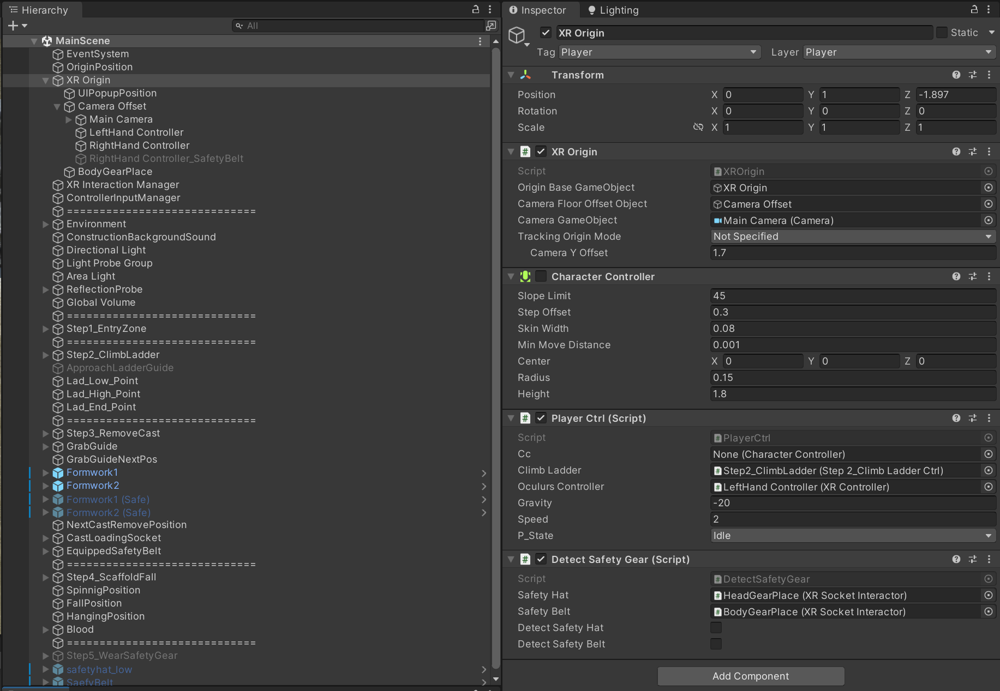 Hierarchy
All
MainScene
EventSystem
OriginPosition
XR Origin
UIPopupPosition
Camera Offset
Main Camera
LeftHand Controller
RightHand Controller
RightHand Controller_SafetyBelt
BodyGearPlace
XR Interaction Manager
ControllerInputManager
=============================
Environment
ConstructionBackgroundSound
Directional Light
Light Probe Group
Area Light
ReflectionProbe
Global Volume
=============================
Step1_EntryZone
=============================
Step2_ClimbLadder
ApproachLadderGuide
Lad_Low_Point
Lad_High_Point
Lad_End_Point
=============================
Step3_RemoveCast
GrabGuide
GrabGuideNextPos
Formwork1
Formwork2
Formwork1 (Safe)
Formwork2 (Safe)
NextCastRemovePosition
CastLoadingSocket
EquippedSafetyBelt
=============================
Step4_ScaffoldFall
SpinnigPosition
FallPosition
HangingPosition
Blood
=============================
Step5_WearSafetyGear
safetyhat_low
SaefyBelt
Inspector Lighting
XR Origin Static
Tag Player Layer Player
Transform
Position X 0 Y 1 Z -1.897
Rotation X 0 Y 0 Z 0
Scale X 1 Y 1 Z 1
# XR Origin
Script # XROrigin
Origin Base GameObject XR Origin
Camera Floor Offset Object Camera Offset
Camera GameObject Main Camera (Camera)
Tracking Origin Mode Not Specified
Camera Y Offset 1.7
Character Controller
Slope Limit 45
Step Offset 0.3
Skin Width 0.08
Min Move Distance 0.001
Center X 0 Y 0 Z 0
Radius 0.15
Height 1.8
# Player Ctrl (Script)
Script # PlayerCtrl
Cc None (Character Controller)
Climb Ladder # Step2_ClimbLadder (Step 2_Climb Ladder Ctrl)
Oculurs Controller # LeftHand Controller (XR Controller)
Gravity -20
Speed 2
P_State Idle
# Detect Safety Gear (Script)
Script # DetectSafetyGear
Safety Hat # HeadGearPlace (XR Socket Interactor)
Safety Belt # BodyGearPlace (XR Socket Interactor)
Detect Safety Hat
Detect Safety Belt
Add Component